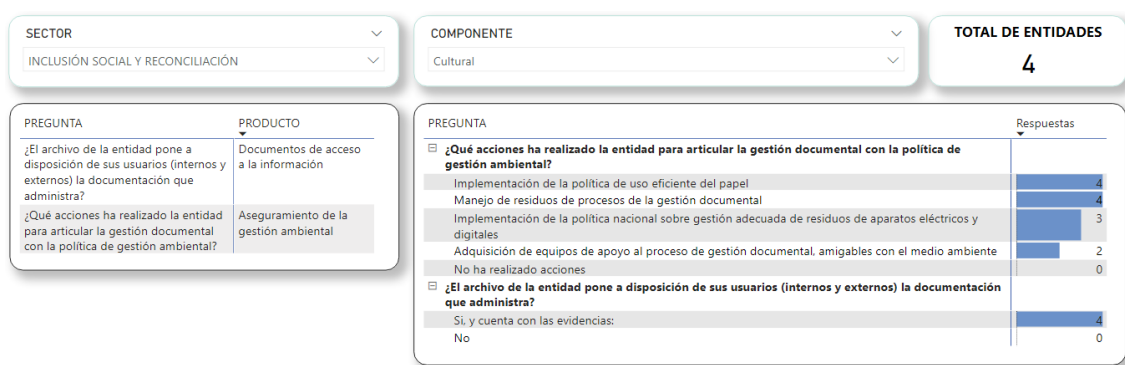 SECTOR
INCLUSIÓN SOCIAL Y RECONCILIACIÓN
COMPONENTE
Cultural
TOTAL DE ENTIDADES
4
PREGUNTA PRODUCTO
¿El archivo de la entidad pone a Documentos de acceso
disposición de sus usuarios (internos y a la información
externos) la documentación que
administra?
¿Qué acciones ha realizado la entidad Aseguramiento de la
para articular la gestión documental gestión ambiental
con la política de gestión ambiental?
PREGUNTA Respuestas
¿Qué acciones ha realizado la entidad para articular la gestión documental con la política de
gestión ambiental?
Implementación de la política de uso eficiente del papel 4
Manejo de residuos de procesos de la gestión documental 4
Implementación de la política nacional sobre gestión adecuada de residuos de aparatos eléctricos y 3
digitales
Adquisición de equipos de apoyo al proceso de gestión documental, amigables con el medio ambiente 2
No ha realizado acciones 0
¿El archivo de la entidad pone a disposición de sus usuarios (internos y externos) la documentación
que administra?
Si, y cuenta con las evidencias: 4
No 0